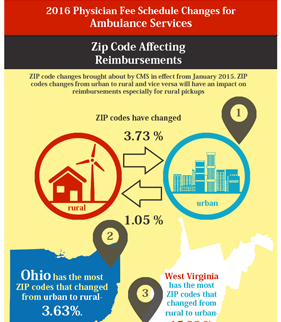 2016 Physician Fee Schedule Changes for
Ambulance Services
Zip Code Affecting
Reimbursements
ZIP code changes brought about by CMS in effect from January 2015. ZIP
codes changes from urban to rural and vice versa will have an impact on
reimbursements especially for rural pickups
ZIP codes have changed
1
3.73 %
rural
urban
1.05 %
2
Ohio has the most
ZIP codes that changed
from urban to rural-
3.63%.
3
West Virginia
has the most
ZIP codes that
changed from
rural to urban